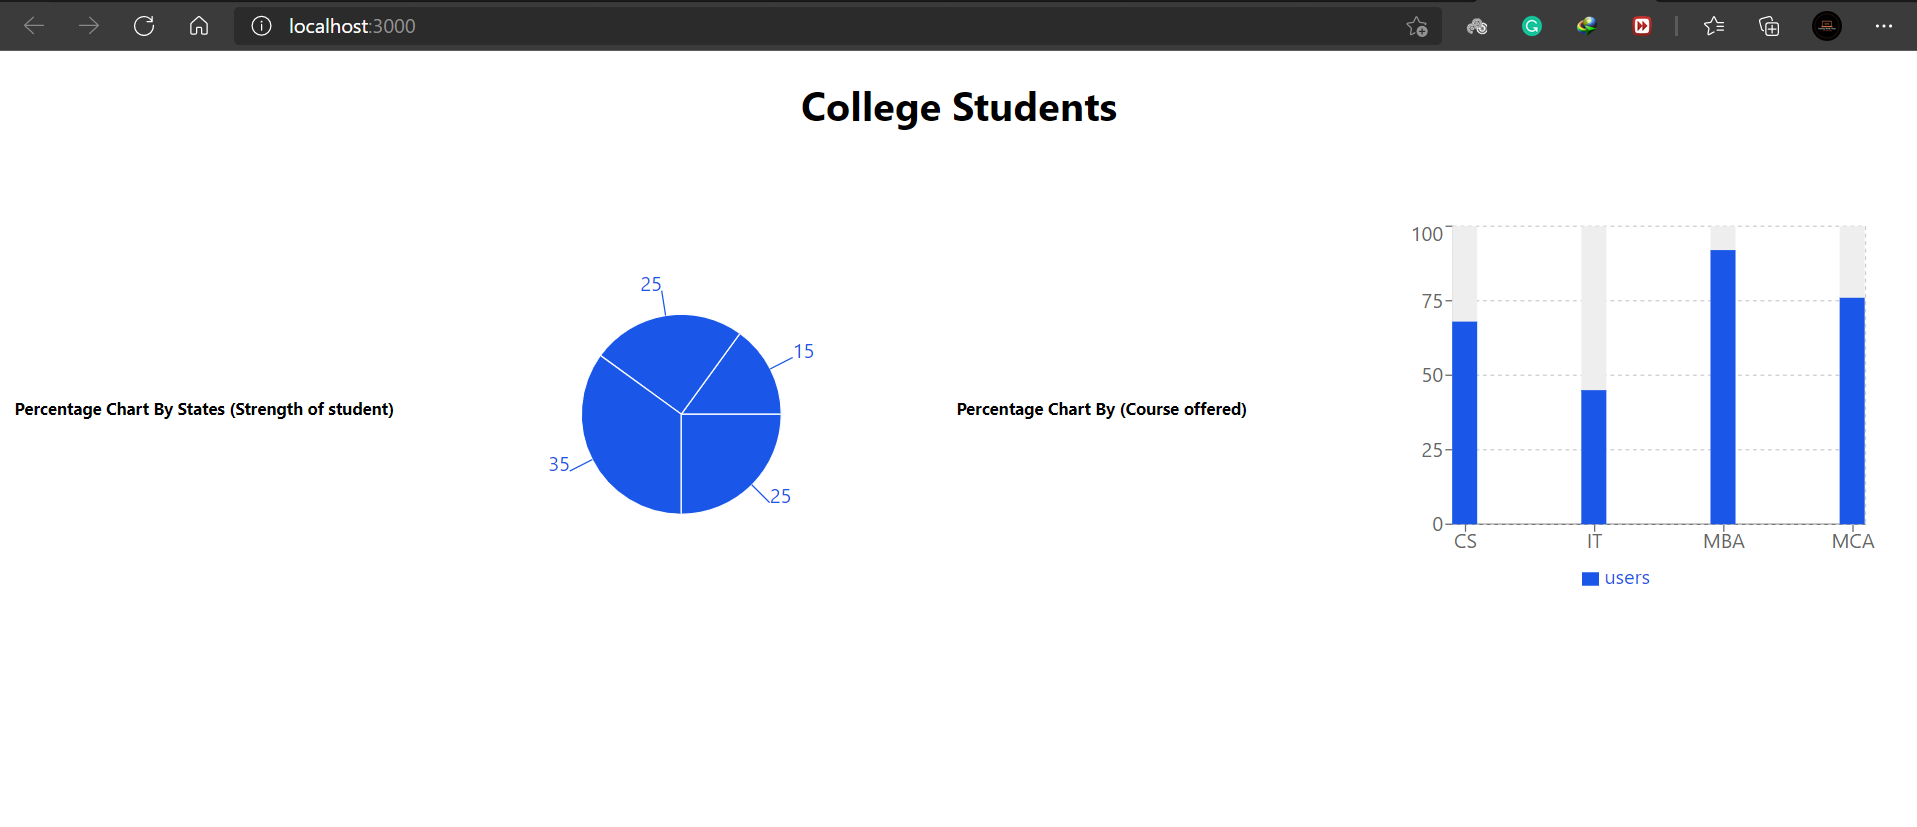 localhost:3000
College Students
Percentage Chart By States (Strength of student)
25
15
35
25
Percentage Chart By (Course offered)
100
75
50
25
0
CS IT MBA MCA
users